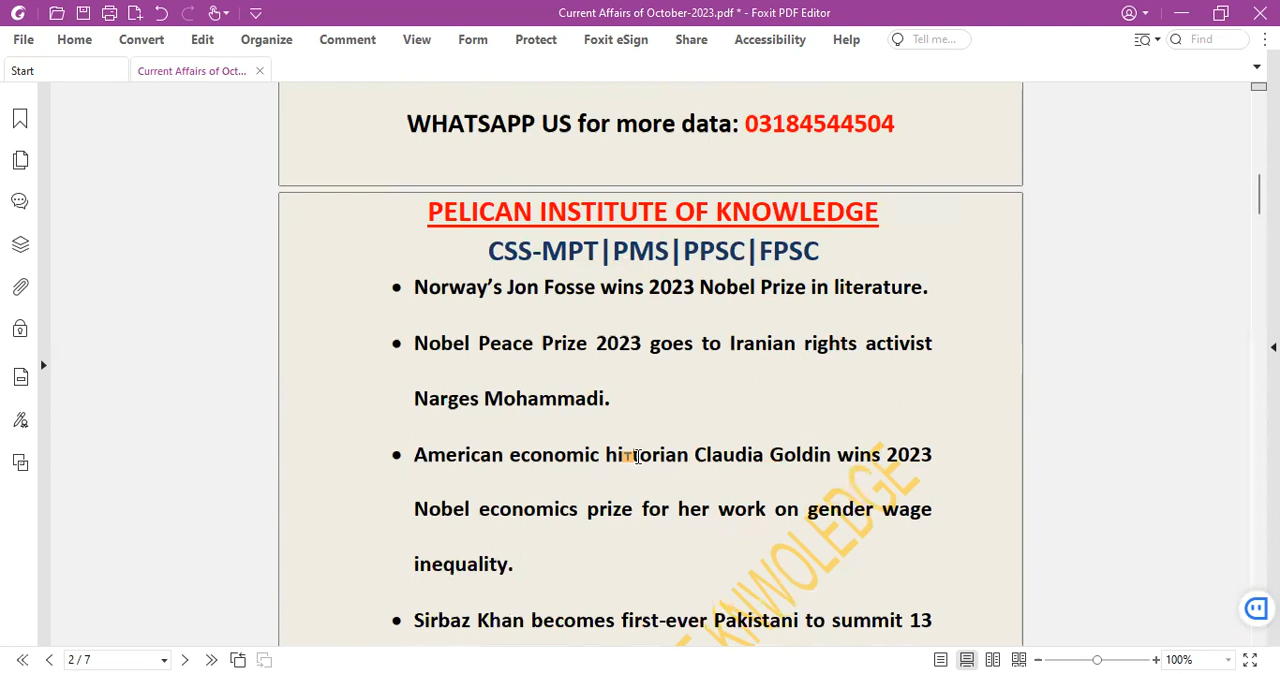 Current Affairs of October-2023.pdf * - Foxit PDF Editor
File Home Convert Edit Organize Comment View Form Protect Foxit eSign Share Accessibility Help Tell me... Find
Start Current Affairs of Oct...
WHATSAPP US for more data: 03184544504
PELICAN INSTITUTE OF KNOWLEDGE
CSS-MPT|PMS|PPSC|FPSC
• Norway’s Jon Fosse wins 2023 Nobel Prize in literature.
• Nobel Peace Prize 2023 goes to Iranian rights activist
Narges Mohammadi.
• American economic historian Claudia Goldin wins 2023
Nobel economics prize for her work on gender wage
inequality.
• Sirbaz Khan becomes first-ever Pakistani to summit 13
KNWOLEDGE
2 / 7 100%